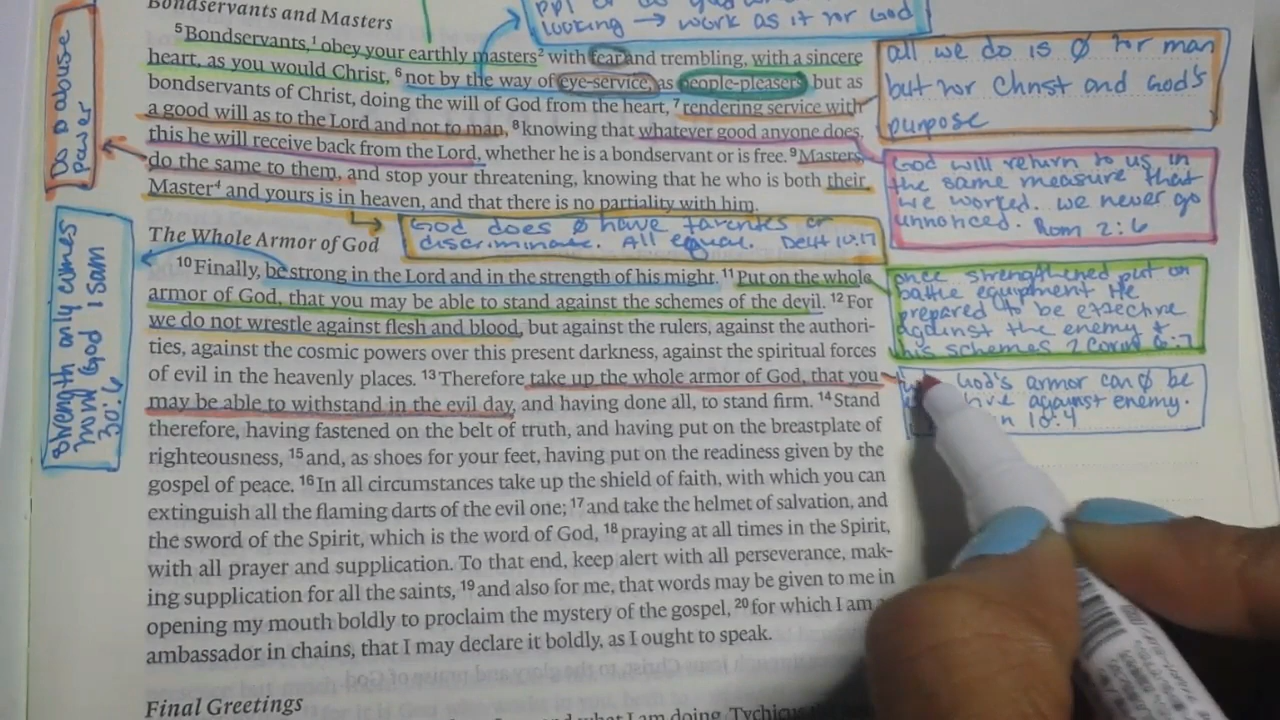 Bondservants and Masters
looking → work as if for God
5 Bondservants,1 obey your earthly masters2 with fear and trembling, with a sincere
heart, as you would Christ, 6 not by the way of eye-service, as people-pleasers, but as
bondservants of Christ, doing the will of God from the heart, 7 rendering service with
a good will as to the Lord and not to man, 8 knowing that whatever good anyone does,
this he will receive back from the Lord, whether he is a bondservant or is free. 9 Masters,
do the same to them, and stop your threatening, knowing that he who is both their
Master4 and yours is in heaven, and that there is no partiality with him.
all we do is Ø for man
but for Christ and God's
purpose
God will return to us in
the same measure that
we worked. we never go
unnoticed. Rom 2:6
abuse
power
God does Ø have favorites or
discriminate. All equal. Deut 10:17
The Whole Armor of God
10 Finally, be strong in the Lord and in the strength of his might. 11 Put on the whole
armor of God, that you may be able to stand against the schemes of the devil. 12 For
we do not wrestle against flesh and blood, but against the rulers, against the authori-
ties, against the cosmic powers over this present darkness, against the spiritual forces
of evil in the heavenly places. 13 Therefore take up the whole armor of God, that you
may be able to withstand in the evil day, and having done all, to stand firm. 14 Stand
therefore, having fastened on the belt of truth, and having put on the breastplate of
righteousness, 15 and, as shoes for your feet, having put on the readiness given by the
gospel of peace. 16 In all circumstances take up the shield of faith, with which you can
extinguish all the flaming darts of the evil one; 17 and take the helmet of salvation, and
the sword of the Spirit, which is the word of God, 18 praying at all times in the Spirit,
with all prayer and supplication. To that end, keep alert with all perseverance, mak-
ing supplication for all the saints, 19 and also for me, that words may be given to me in
opening my mouth boldly to proclaim the mystery of the gospel, 20 for which I am
ambassador in chains, that I may declare it boldly, as I ought to speak.
once strengthened put on
battle equipment. Be
prepared to be effective
against the enemy +
his schemes 2 Corin 6:7
God's armor can Ø be
against enemy.
10:4
strength only comes
God 1 Sam
30:6
Final Greetings
what I am doing, Tychicus